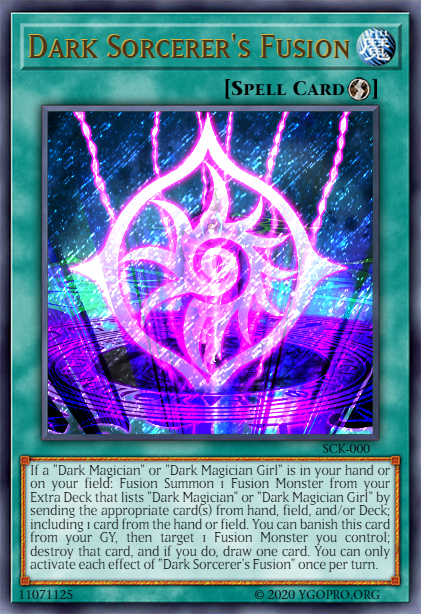 Dark Sorcerer's Fusion 魔
[Spell Card]
SCK-000
If a "Dark Magician" or "Dark Magician Girl" is in your hand or
on your field: Fusion Summon 1 Fusion Monster from your
Extra Deck that lists "Dark Magician" or "Dark Magician Girl" by
sending the appropriate card(s) from hand, field, and/or Deck;
including 1 card from the hand or field. You can banish this card
from your GY, then target 1 Fusion Monster you control;
destroy that card, and if you do, draw one card. You can only
activate each effect of "Dark Sorcerer's Fusion" once per turn.
11071125 © 2020 YGOPRO.ORG